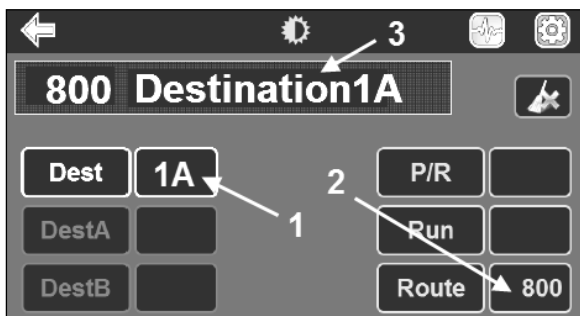 3
800 Destination1A
Dest 1A 2 P/R
DestA 1 Run
DestB Route 800